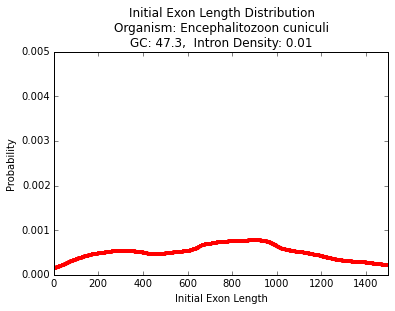 Initial Exon Length Distribution
Organism: Encephalitozoon cuniculi
GC: 47.3,  Intron Density: 0.01
0.005
0.004
0.003
0.002
0.001
0.000
Probability
0 200 400 600 800 1000 1200 1400
Initial Exon Length